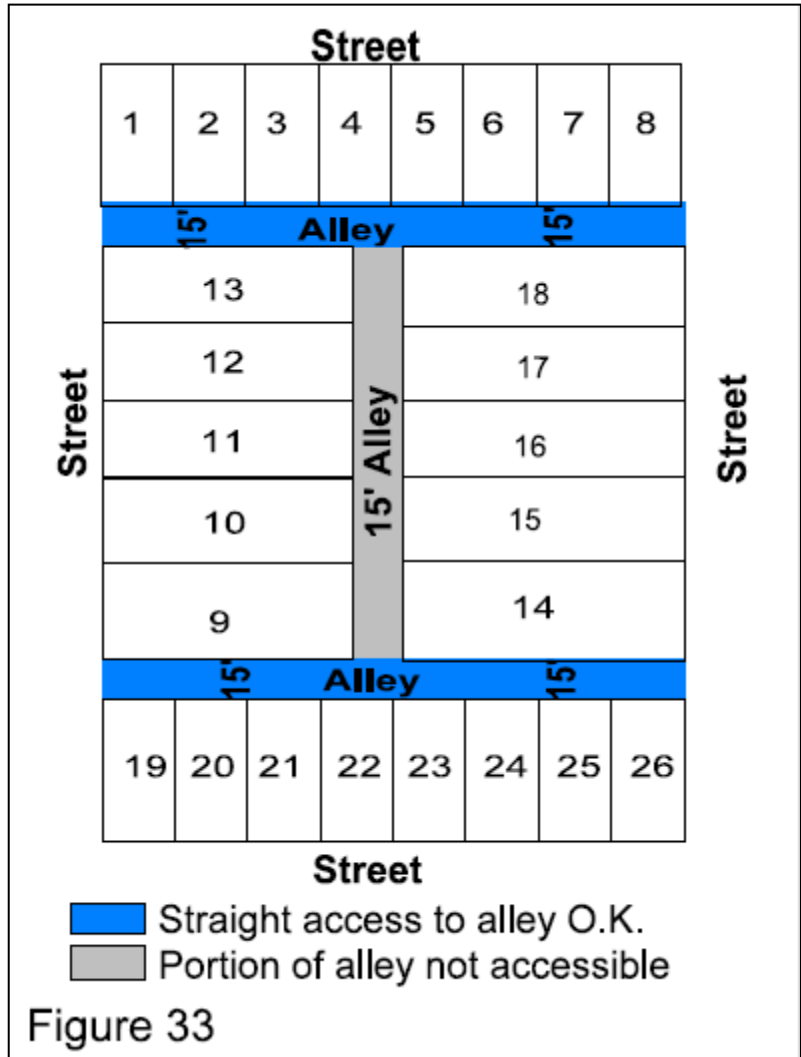 Street
1 2 3 4 5 6 7 8
15' Alley 15'
13 18
12 17
Street 11 15' Alley 16 Street
10 15
9 14
15' Alley 15'
19 20 21 22 23 24 25 26
Street
Straight access to alley O.K.
Portion of alley not accessible
Figure 33